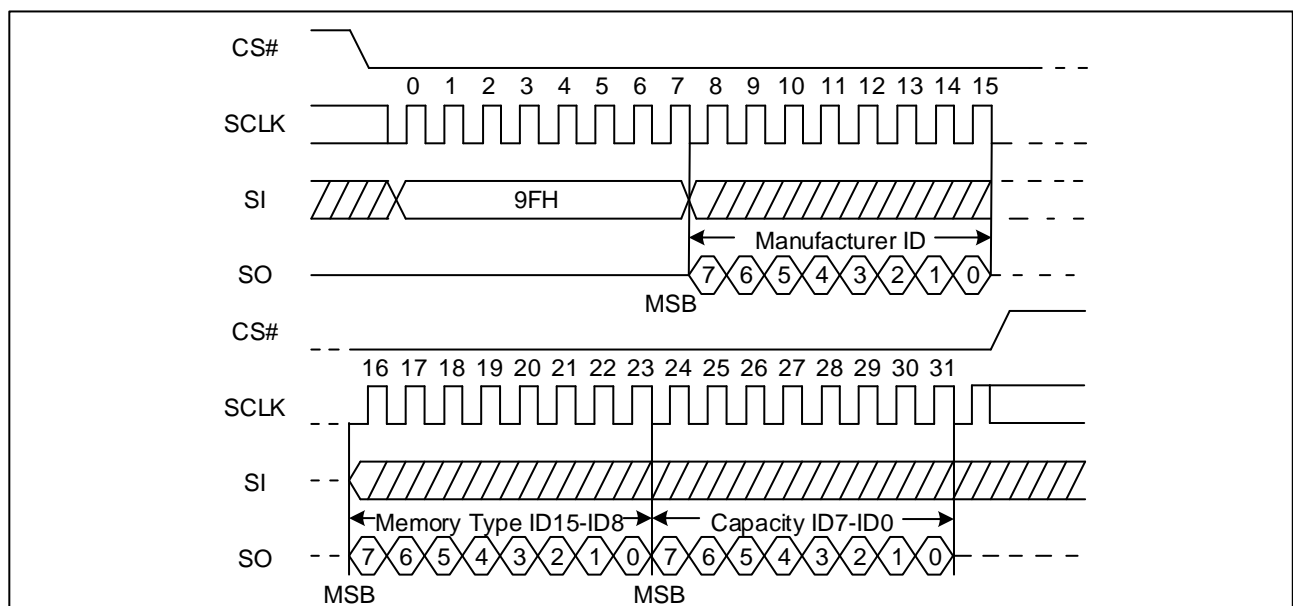 CS#
0 1 2 3 4 5 6 7 8 9 10 11 12 13 14 15
SCLK
SI 9FH
Manufacturer ID
SO 7 6 5 4 3 2 1 0
MSB
CS#
16 17 18 19 20 21 22 23 24 25 26 27 28 29 30 31
SCLK
SI
Memory Type ID15-ID8 Capacity ID7-ID0
SO 7 6 5 4 3 2 1 0 7 6 5 4 3 2 1 0
MSB MSB